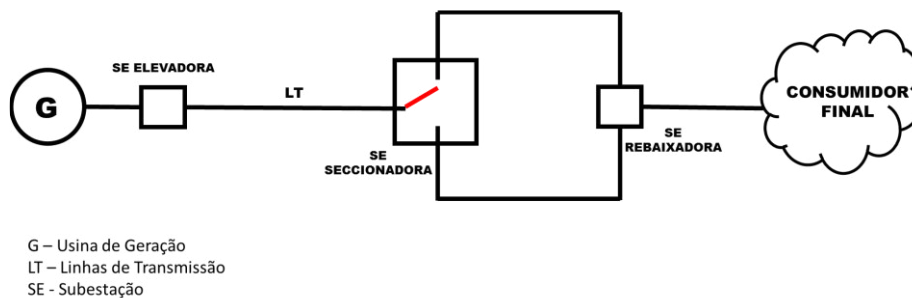 SE ELEVADORA
G
LT
SE
SECCIONADORA
SE
REBAIXADORA
CONSUMIDOR
FINAL
G – Usina de Geração
LT – Linhas de Transmissão
SE - Subestação